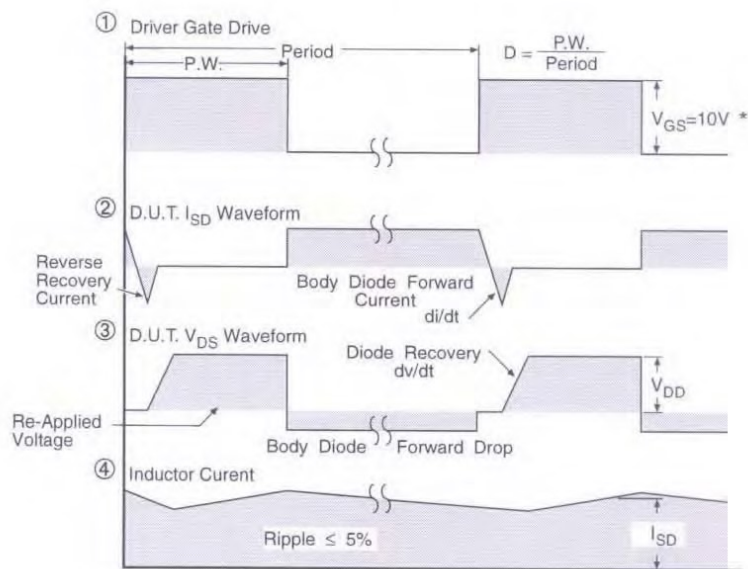 ① Driver Gate Drive
Period
P.W.
D = P.W.
Period
V_GS=10V *
② D.U.T. I_SD Waveform
Reverse
Recovery
Current
Body Diode Forward
Current
di/dt
③ D.U.T. V_DS Waveform
Diode Recovery
dv/dt
V_DD
Re-Applied
Voltage
Body Diode Forward Drop
④ Inductor Curent
Ripple ≤ 5%
I_SD